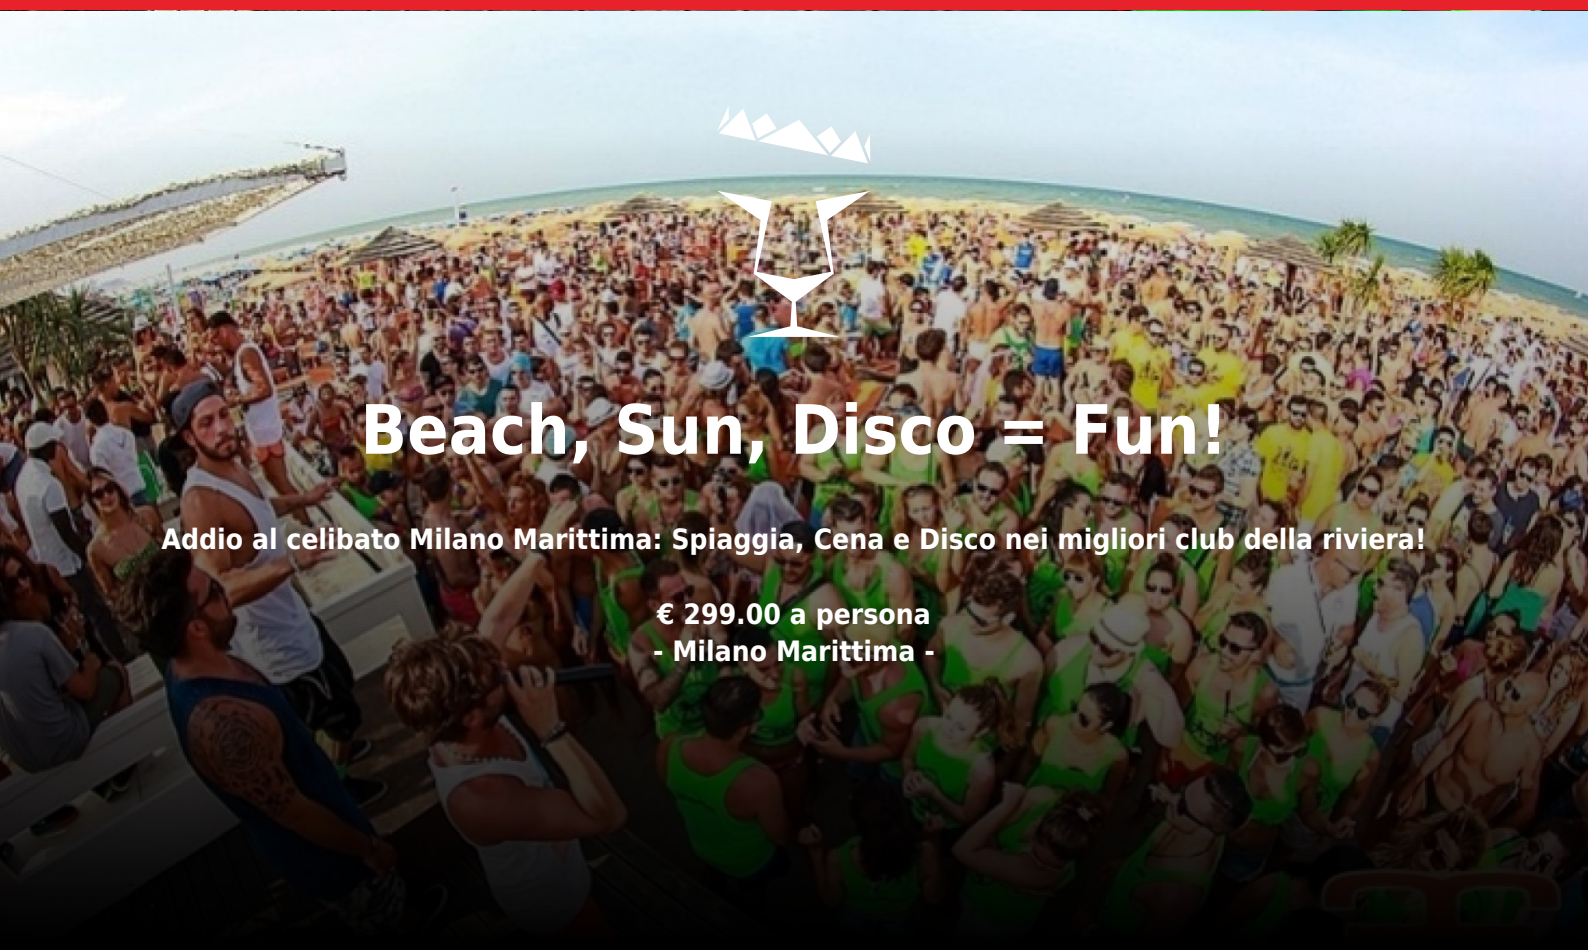 Beach, Sun, Disco = Fun!
Addio al celibato Milano Marittima: Spiaggia, Cena e Disco nei migliori club della riviera!
€ 299.00 a persona
- Milano Marittima -